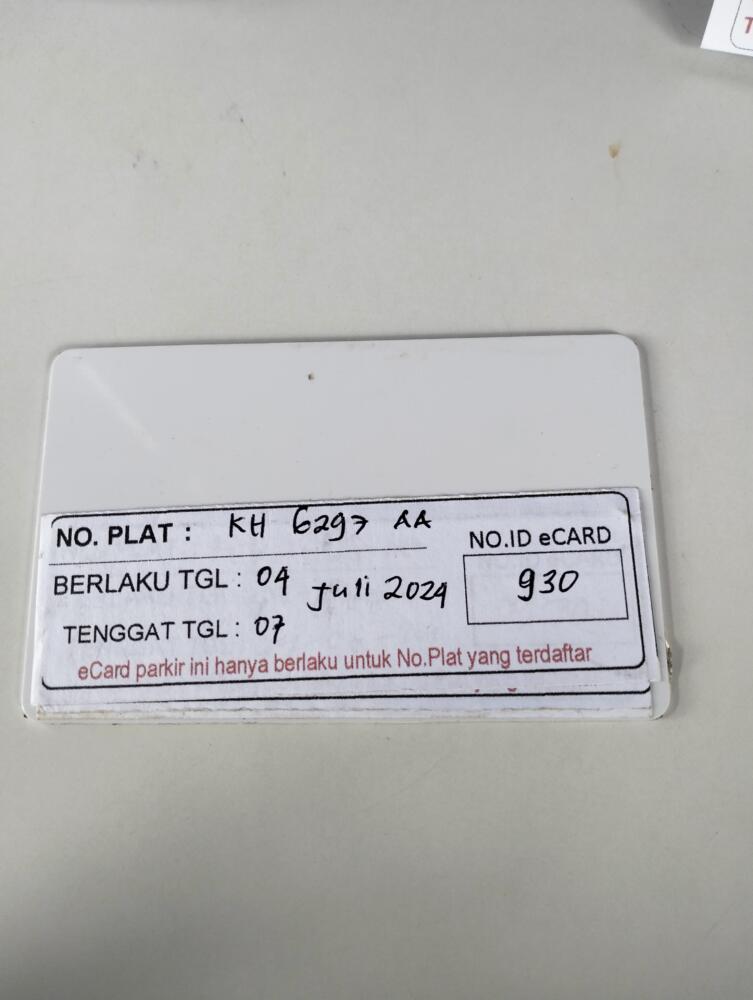 NO. PLAT : KH 6297 AA
NO.ID eCARD
930
BERLAKU TGL : 04 Juli 2024
TENGGAT TGL : 07
eCard parkir ini hanya berlaku untuk No.Plat yang terdaftar